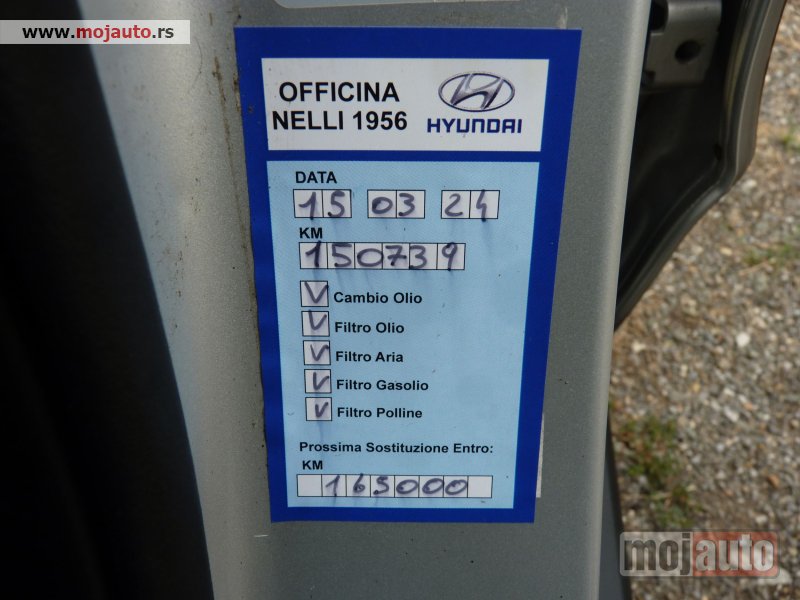 www.mojauto.rs
OFFICINA
NELLI 1956
HYUNDAI
DATA
15 03 24
KM
150739
V Cambio Olio
V Filtro Olio
V Filtro Aria
V Filtro Gasolio
V Filtro Polline
Prossima Sostituzione Entro:
KM
165000
mojauto